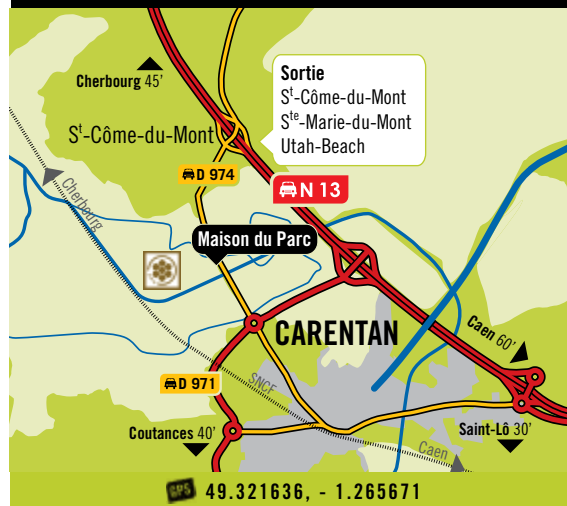 Cherbourg 45'
Sortie
St-Côme-du-Mont
Ste-Marie-du-Mont
Utah-Beach
St-Côme-du-Mont
D 974
N 13
Cherbourg
Maison du Parc
CARENTAN
Caen 60'
D 971
SNCF
Coutances 40'
Saint-Lô 30'
Caen
GPS 49.321636, - 1.265671